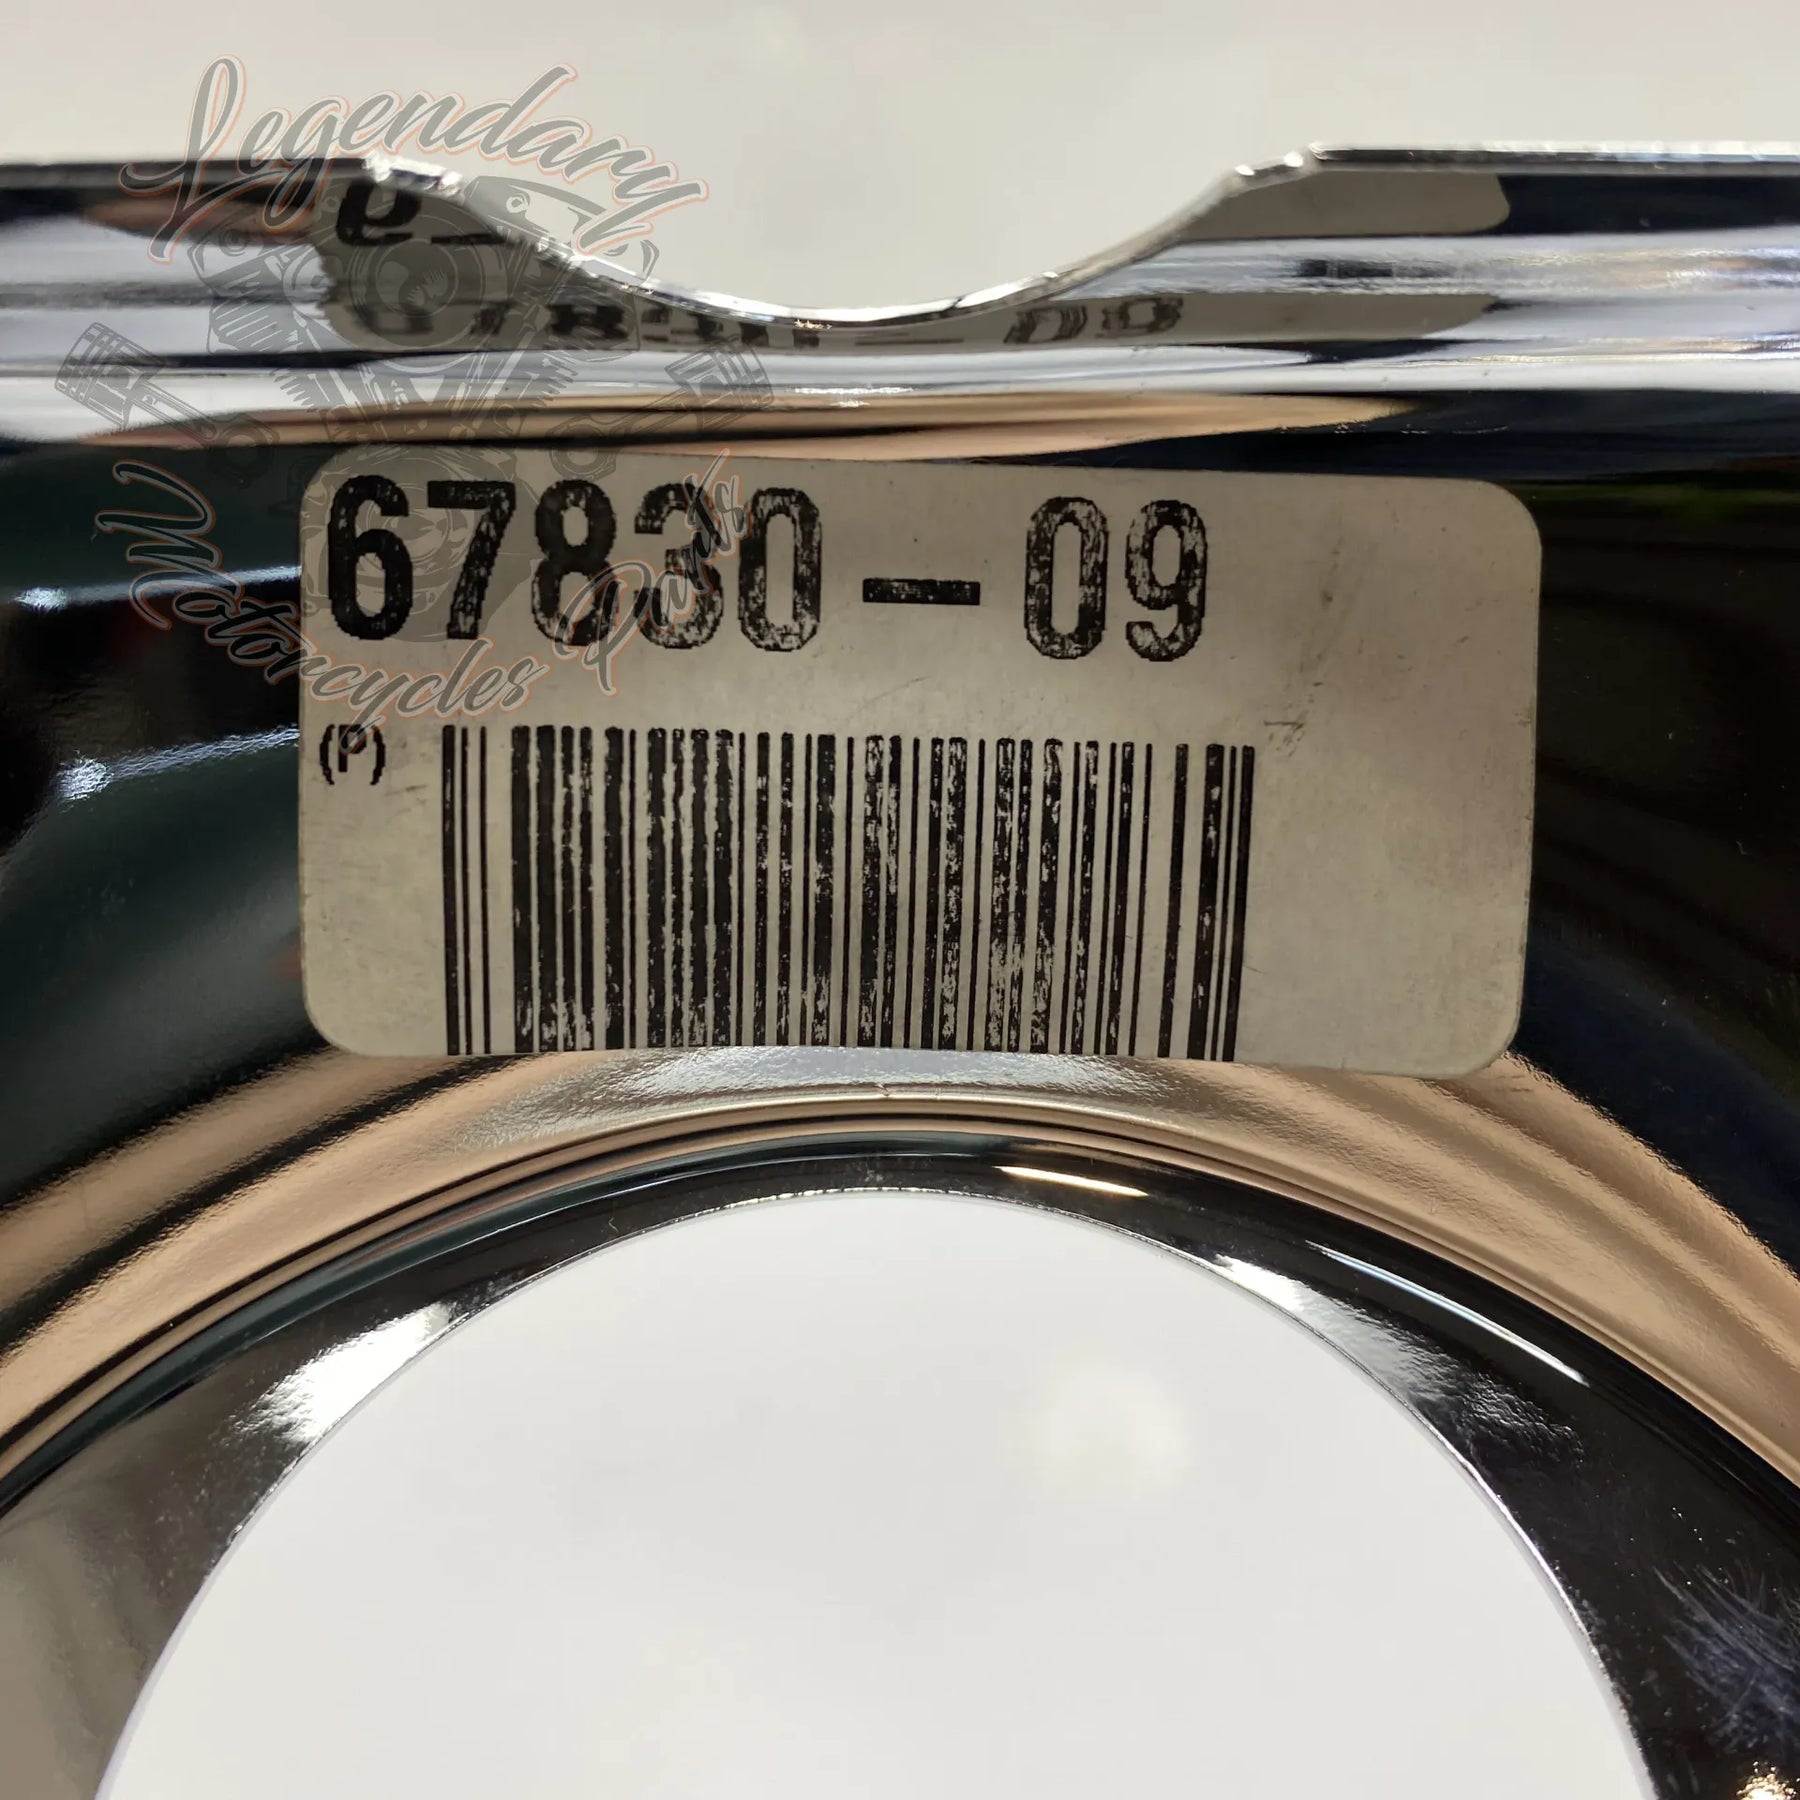 Legendary
Motorcycles Parts
67830-09
(P)